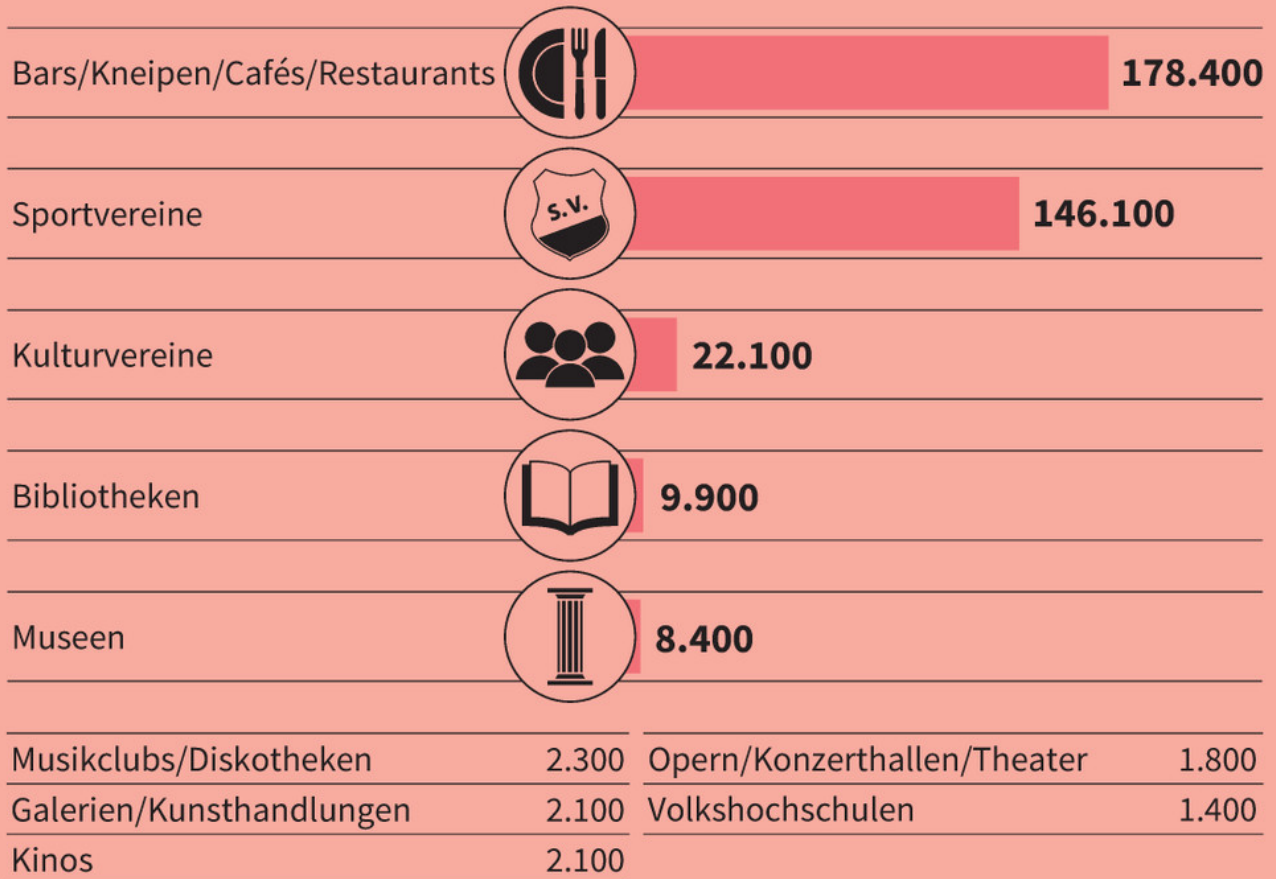 Bars/Kneipen/Cafés/Restaurants 178.400
S.V.
Sportvereine 146.100
Kulturvereine 22.100
Bibliotheken 9.900
Museen 8.400
Musikclubs/Diskotheken 2.300 Opern/Konzerthallen/Theater 1.800
Galerien/Kunsthandlungen 2.100 Volkshochschulen 1.400
Kinos 2.100